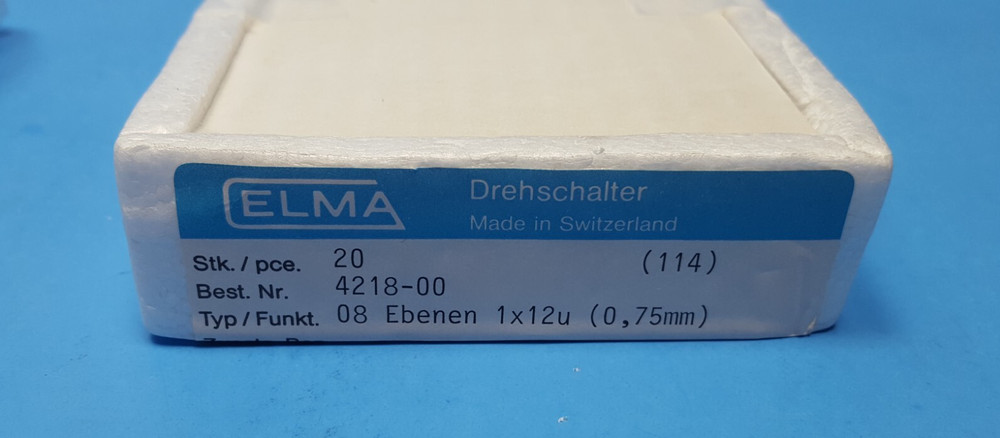 ELMA
Drehschalter
Made in Switzerland
Stk. / pce. 20 (114)
Best. Nr. 4218-00
Typ / Funkt. 08 Ebenen 1x12u (0,75mm)